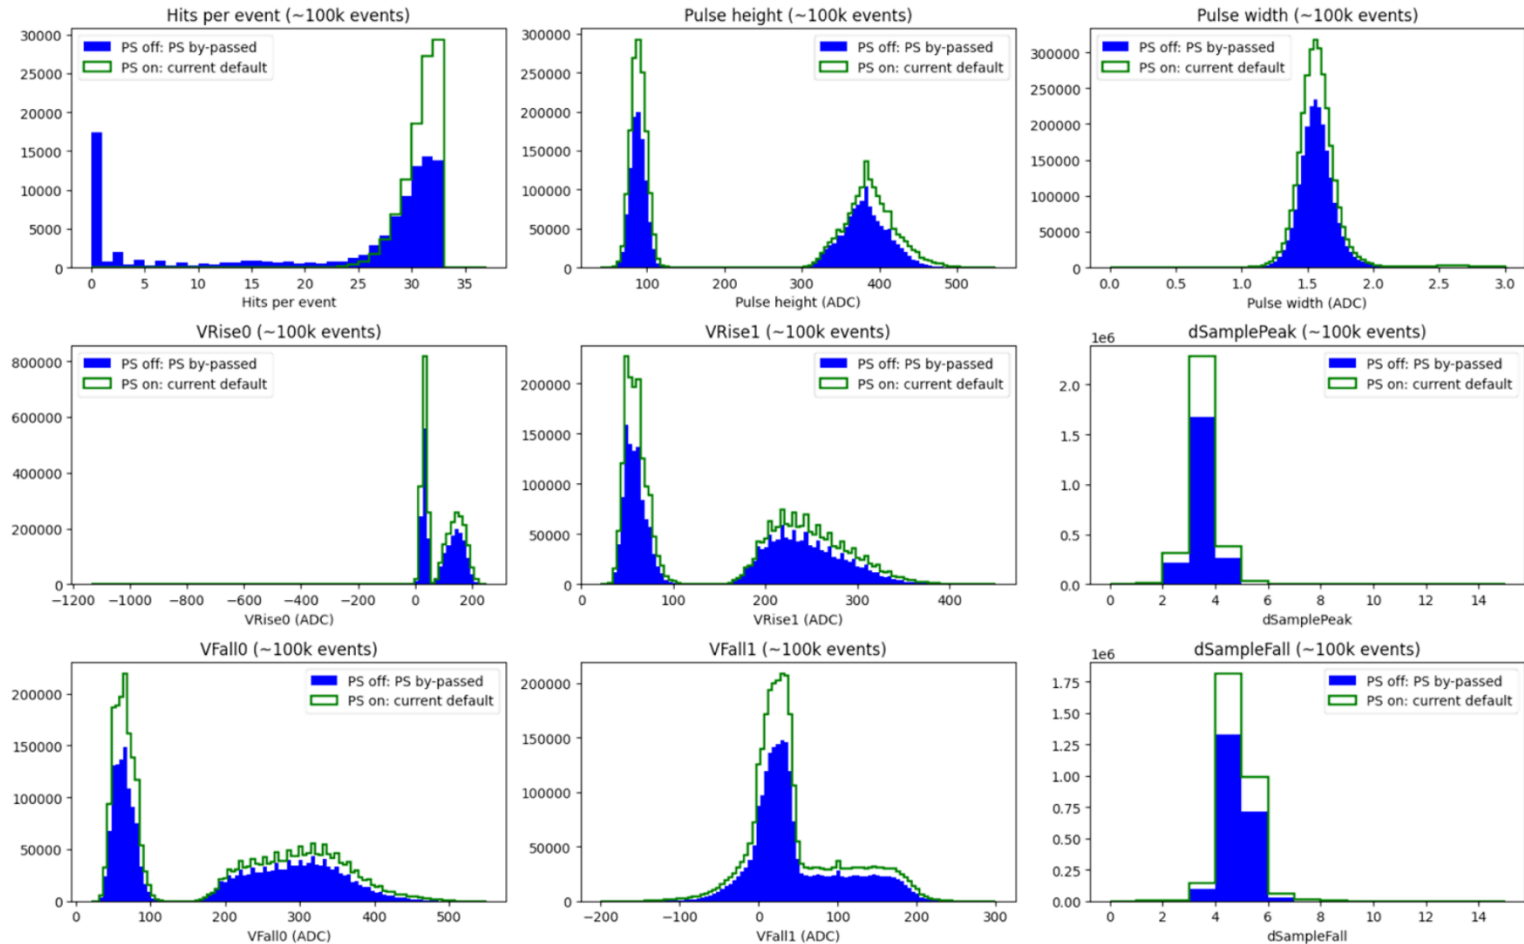 Hits per event (~100k events)
PS off: PS by-passed
PS on: current default
30000
25000
20000
15000
10000
5000
0
0 5 10 15 20 25 30 35
Hits per event
Pulse height (~100k events)
PS off: PS by-passed
PS on: current default
300000
250000
200000
150000
100000
50000
0
100 200 300 400 500
Pulse height (ADC)
Pulse width (~100k events)
PS off: PS by-passed
PS on: current default
300000
250000
200000
150000
100000
50000
0
0.0 0.5 1.0 1.5 2.0 2.5 3.0
Pulse width (ADC)
VRise0 (~100k events)
PS off: PS by-passed
PS on: current default
800000
600000
400000
200000
0
−1200 −1000 −800 −600 −400 −200 0 200
VRise0 (ADC)
VRise1 (~100k events)
PS off: PS by-passed
PS on: current default
200000
150000
100000
50000
0
0 100 200 300 400
VRise1 (ADC)
dSamplePeak (~100k events)
1e6
PS off: PS by-passed
PS on: current default
2.0
1.5
1.0
0.5
0.0
0 2 4 6 8 10 12 14
dSamplePeak
VFall0 (~100k events)
PS off: PS by-passed
PS on: current default
200000
150000
100000
50000
0
0 100 200 300 400 500
VFall0 (ADC)
VFall1 (~100k events)
PS off: PS by-passed
PS on: current default
200000
150000
100000
50000
0
−200 −100 0 100 200 300
VFall1 (ADC)
dSampleFall (~100k events)
1e6
PS off: PS by-passed
PS on: current default
1.75
1.50
1.25
1.00
0.75
0.50
0.25
0.00
0 2 4 6 8 10 12 14
dSampleFall